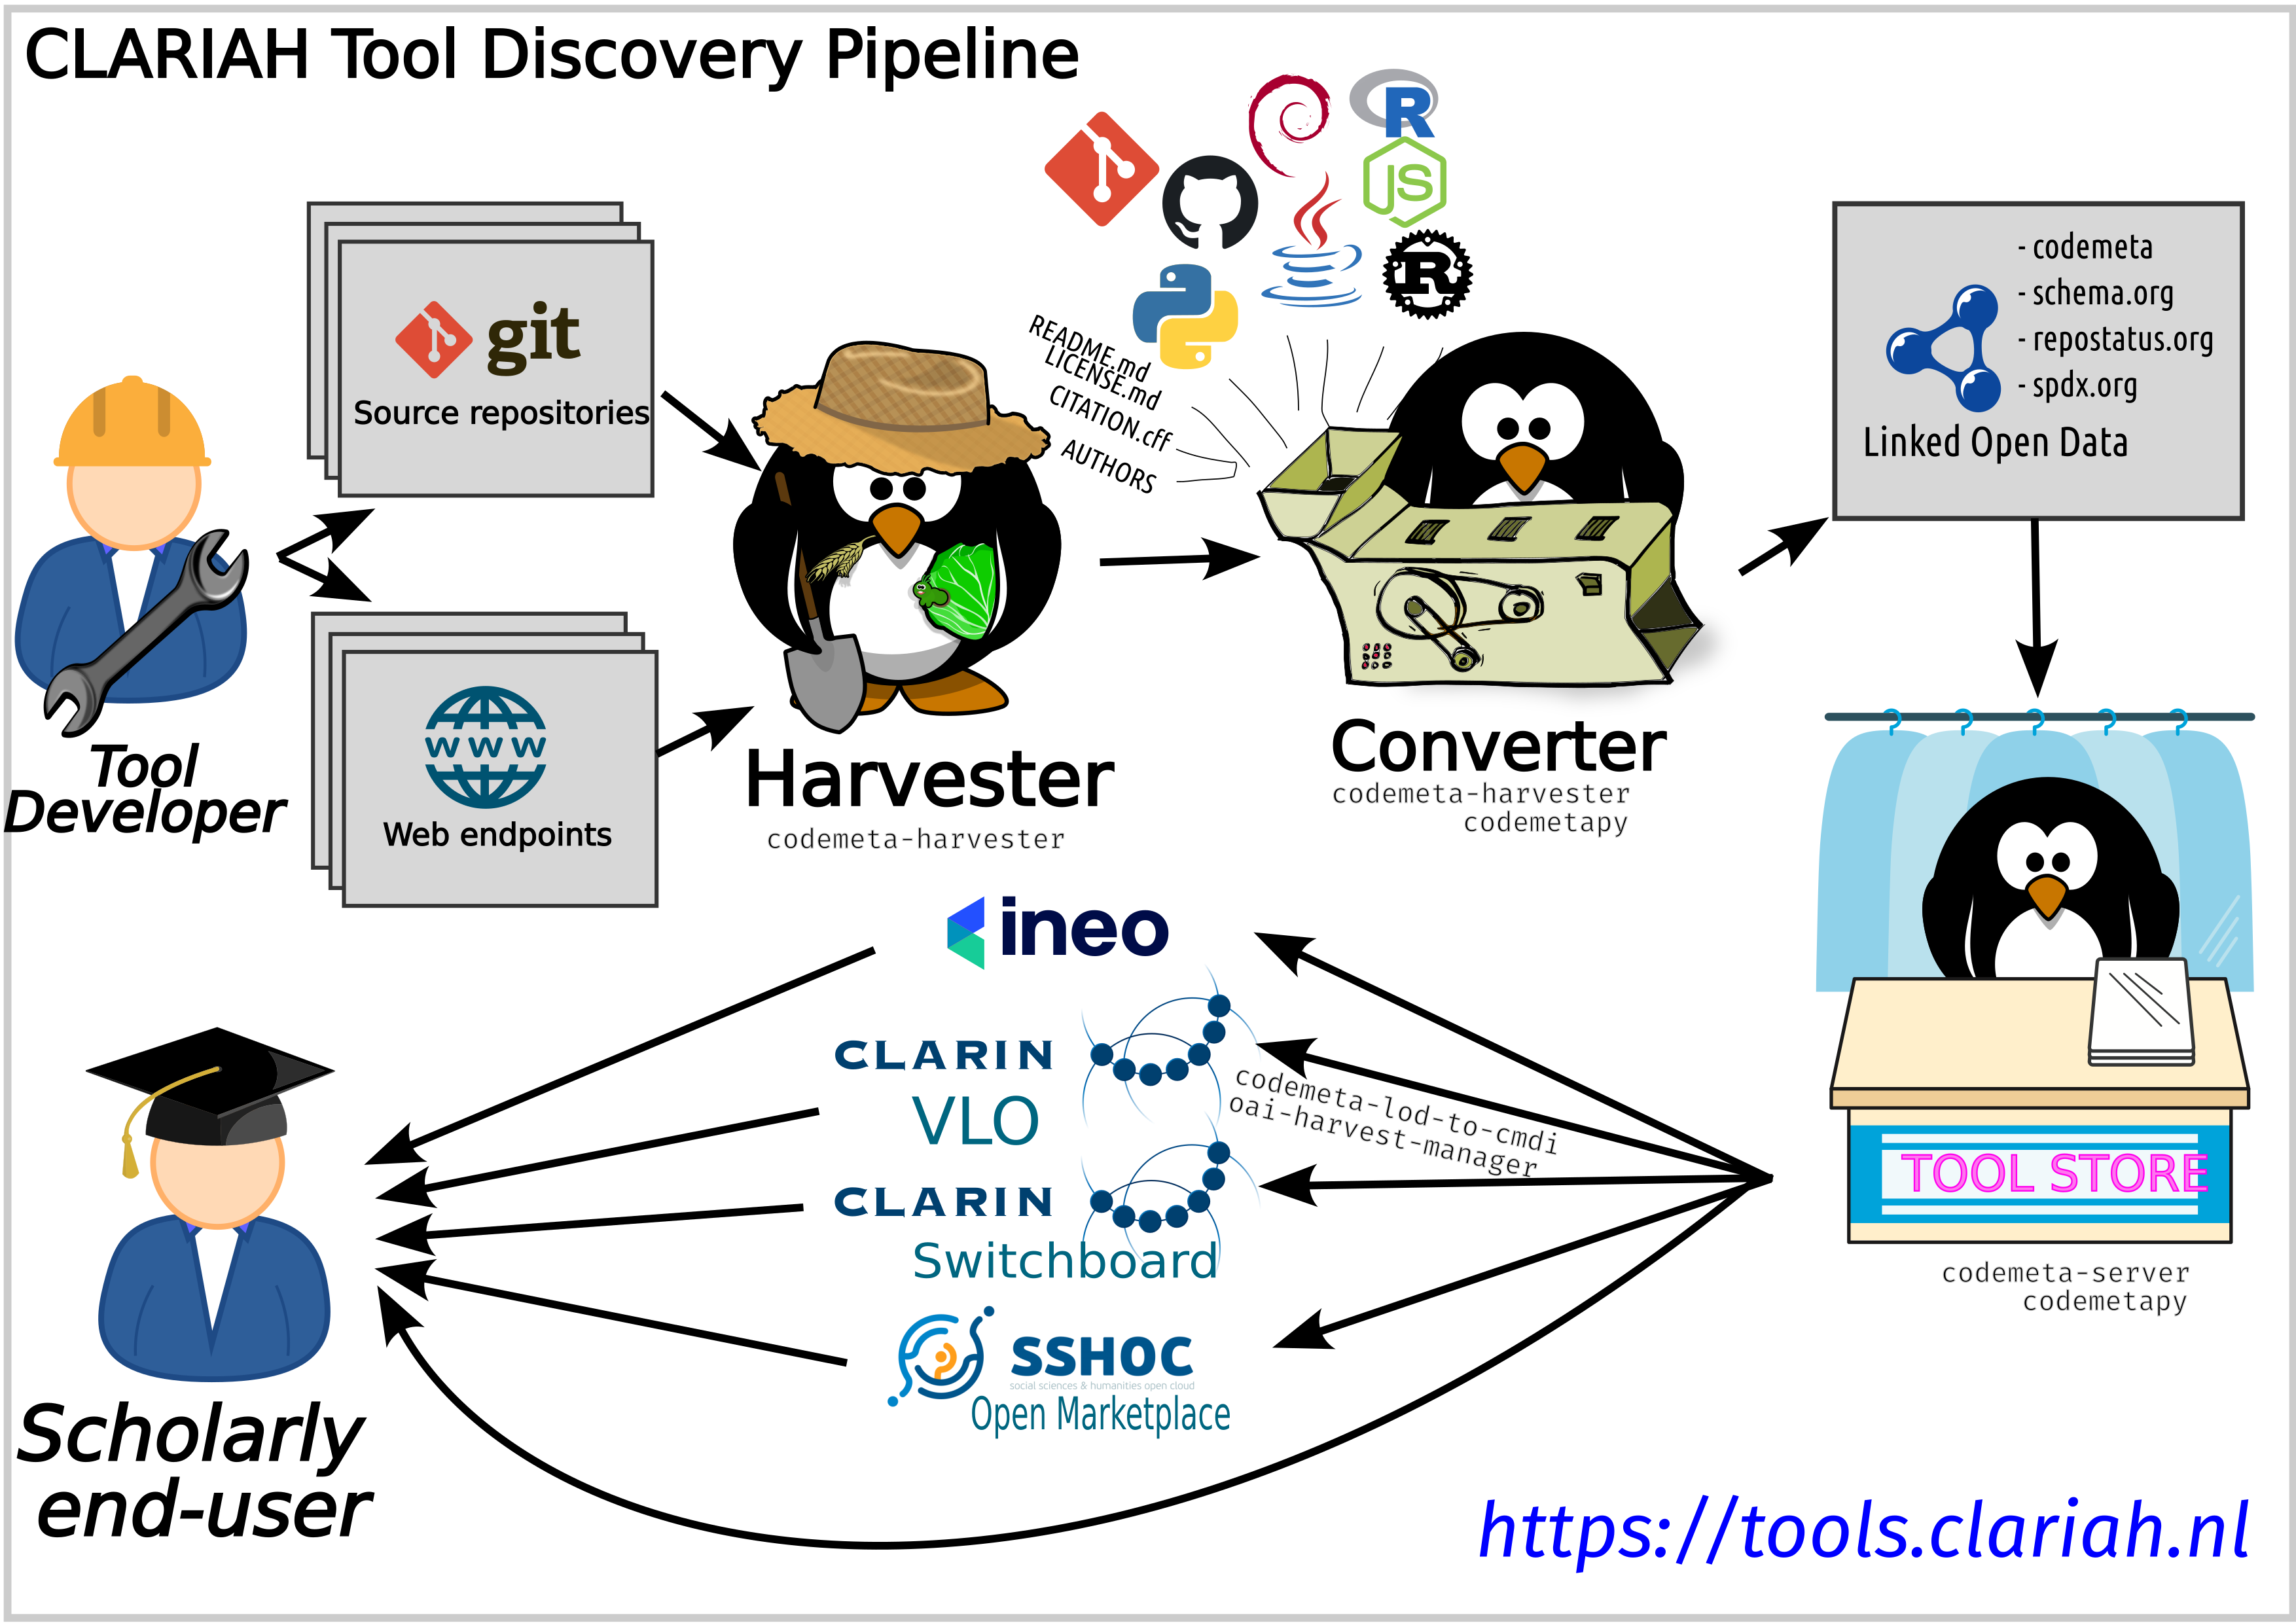 CLARIAH Tool Discovery Pipeline
git
Source repositories
www
Web endpoints
Tool
Developer
Harvester
codemeta-harvester
README.md
LICENSE.md
CITATION.cff
AUTHORS
R
JS
R
Converter
codemeta-harvester
codemetapy
- codemeta
- schema.org
- repostatus.org
- spdx.org
Linked Open Data
TOOL STORE
codemeta-server
codemetapy
ineo
CLARIN
VLO
codemeta-lod-to-cmdi
oai-harvest-manager
CLARIN
Switchboard
SSHOC
social sciences & humanities open cloud
Open Marketplace
Scholarly
end-user
https://tools.clariah.nl